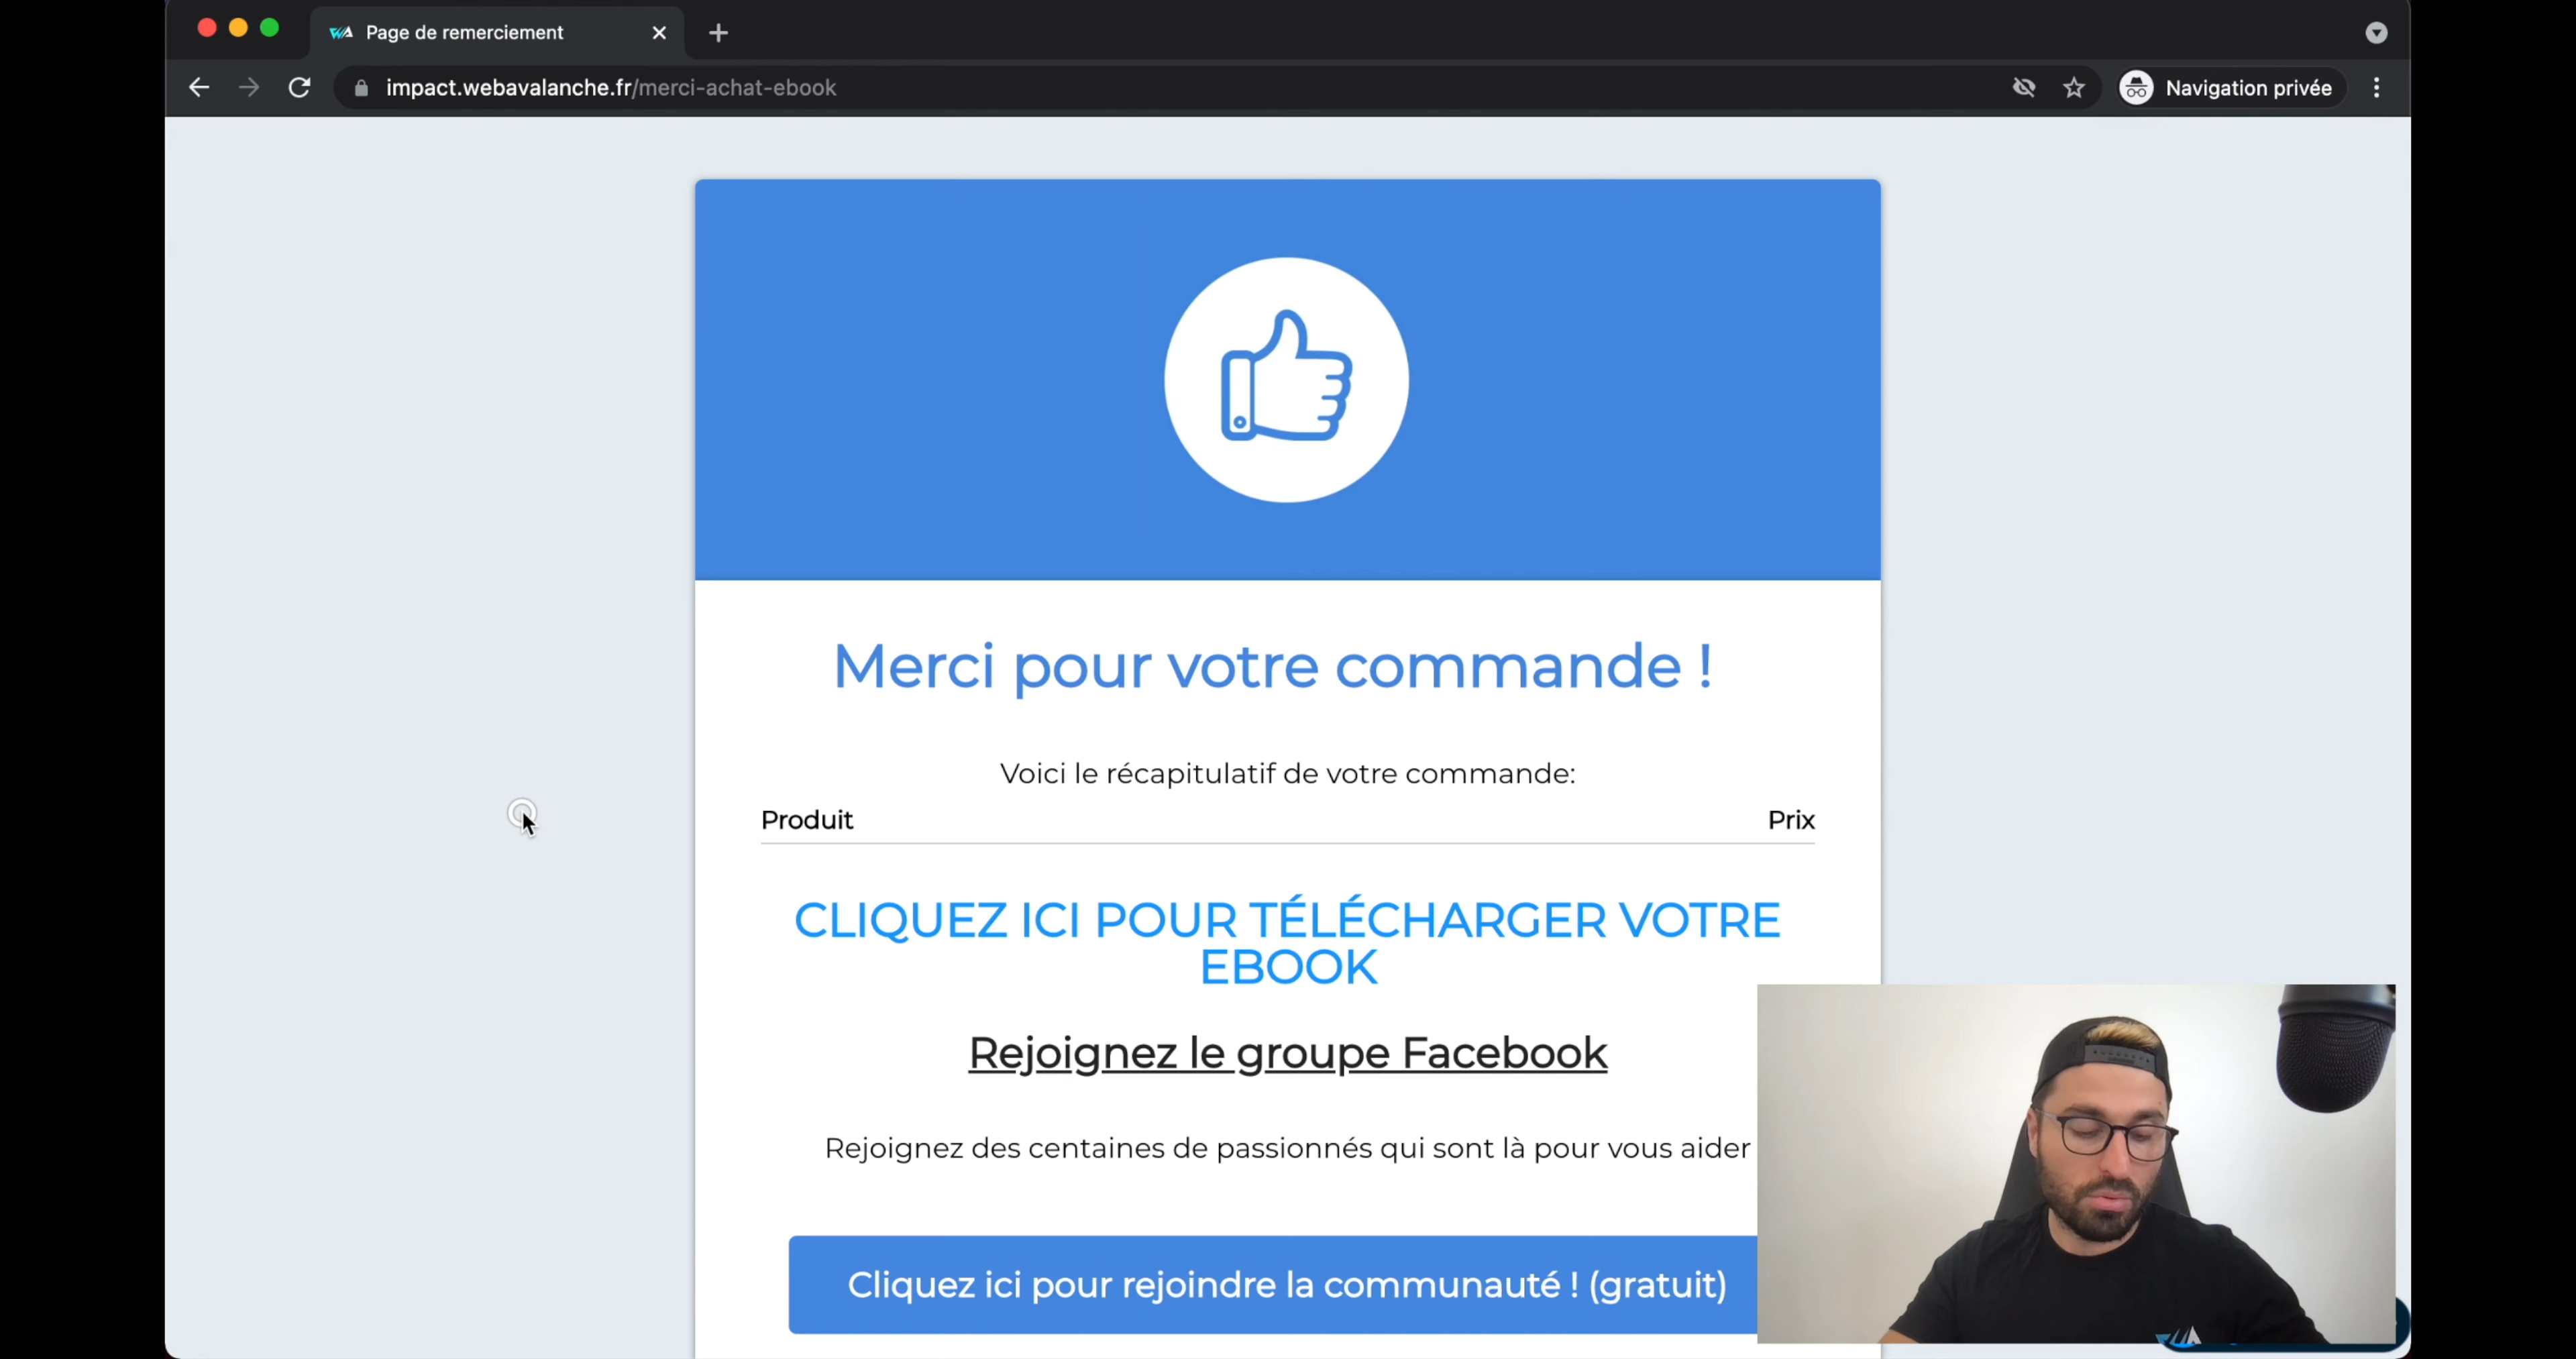 Page de remerciement
impact.webavalanche.fr/merci-achat-ebook
Navigation privée
Merci pour votre commande !
Voici le récapitulatif de votre commande:
Produit Prix
CLIQUEZ ICI POUR TÉLÉCHARGER VOTRE
EBOOK
Rejoignez le groupe Facebook
Rejoignez des centaines de passionnés qui sont là pour vous aider
Cliquez ici pour rejoindre la communauté ! (gratuit)